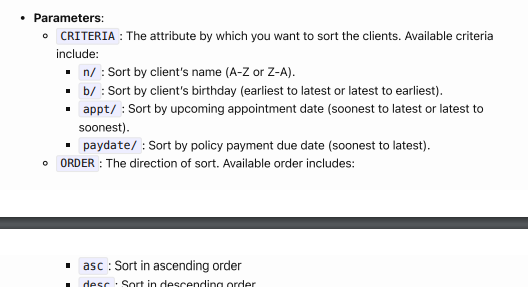 Parameters:
CRITERIA : The attribute by which you want to sort the clients. Available criteria
include:
n/ : Sort by client's name (A-Z or Z-A).
b/ : Sort by client's birthday (earliest to latest or latest to earliest).
appt/ : Sort by upcoming appointment date (soonest to latest or latest to
soonest).
paydate/ : Sort by policy payment due date (soonest to latest).
ORDER : The direction of sort. Available order includes:
asc : Sort in ascending order
desc : Sort in descending order